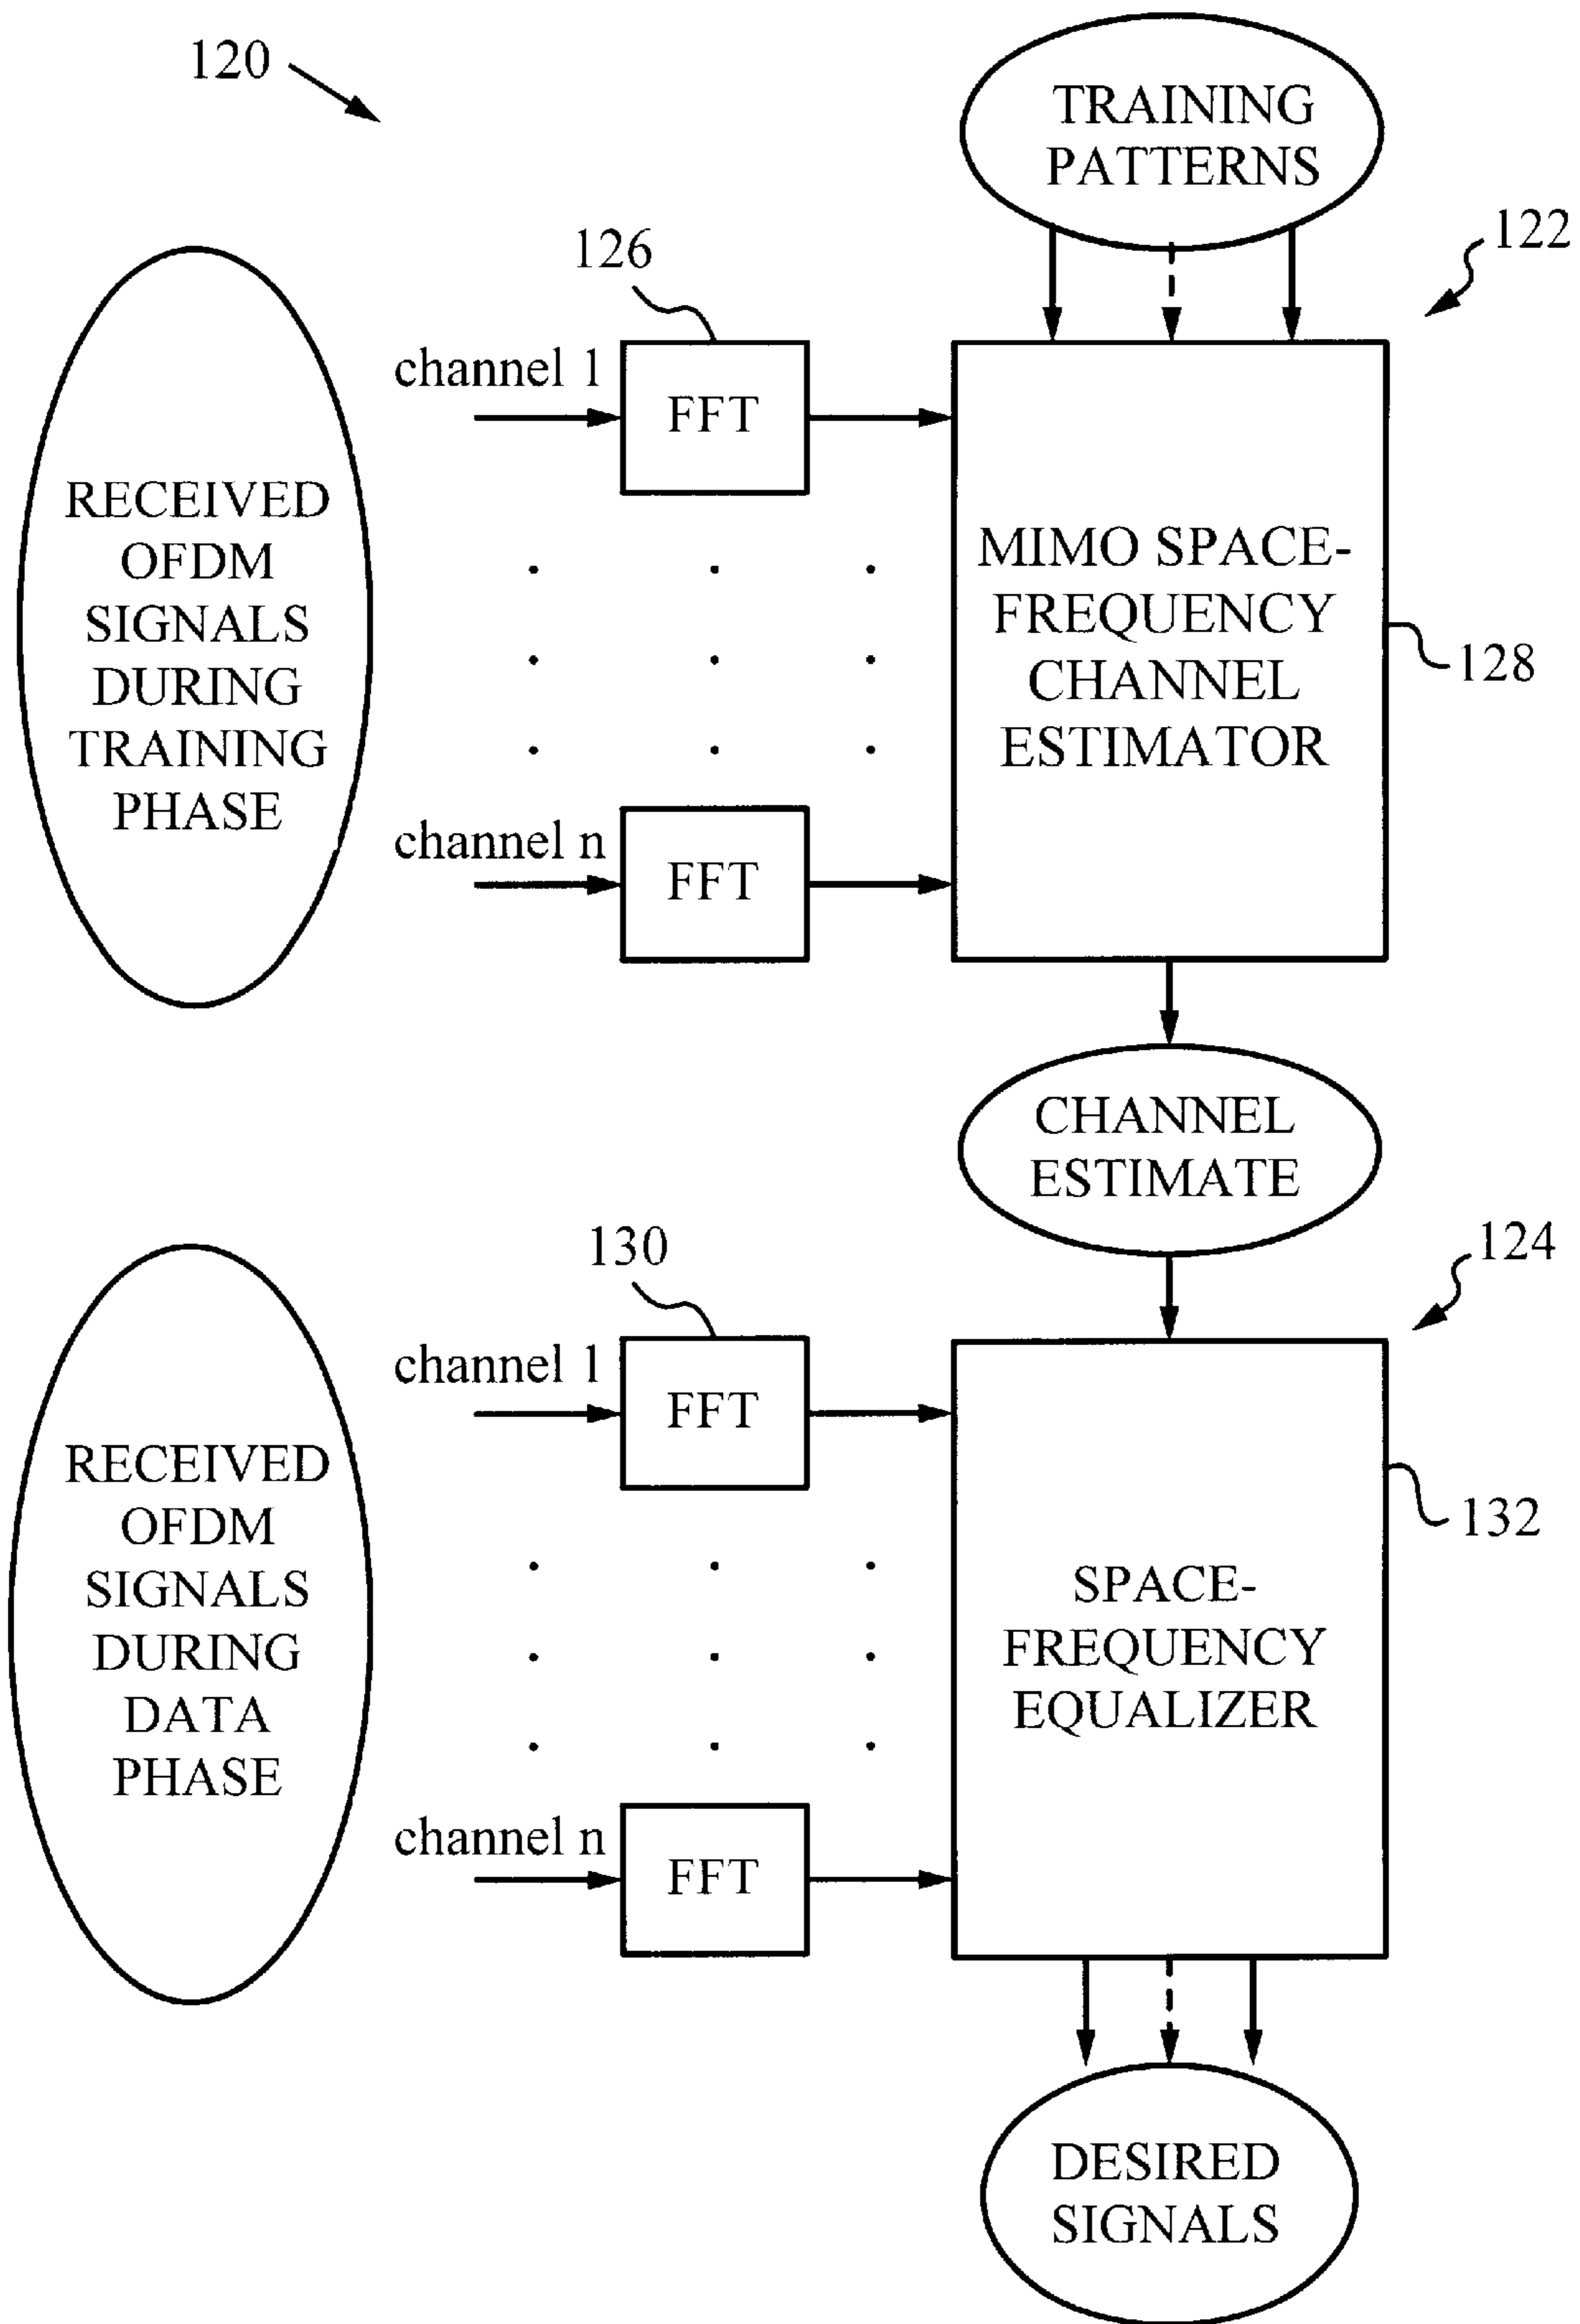 120
TRAINING
PATTERNS
122
126
channel 1
FFT
RECEIVED
OFDM
SIGNALS
DURING
TRAINING
PHASE
MIMO SPACE-
FREQUENCY
CHANNEL
ESTIMATOR
128
channel n
FFT
CHANNEL
ESTIMATE
124
130
channel 1
FFT
RECEIVED
OFDM
SIGNALS
DURING
DATA
PHASE
132
SPACE-
FREQUENCY
EQUALIZER
channel n
FFT
DESIRED
SIGNALS